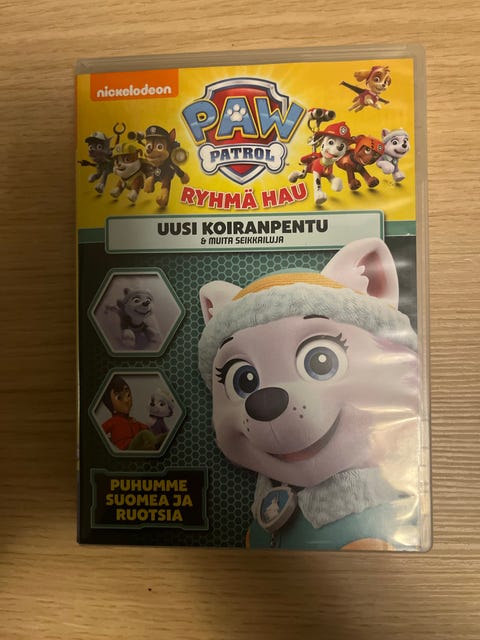 nickelodeon
PAW
PATROL
RYHMÄ HAU
UUSI KOIRANPENTU
& MUITA SEIKKAILUJA
PUHUMME
SUOMEA JA
RUOTSIA